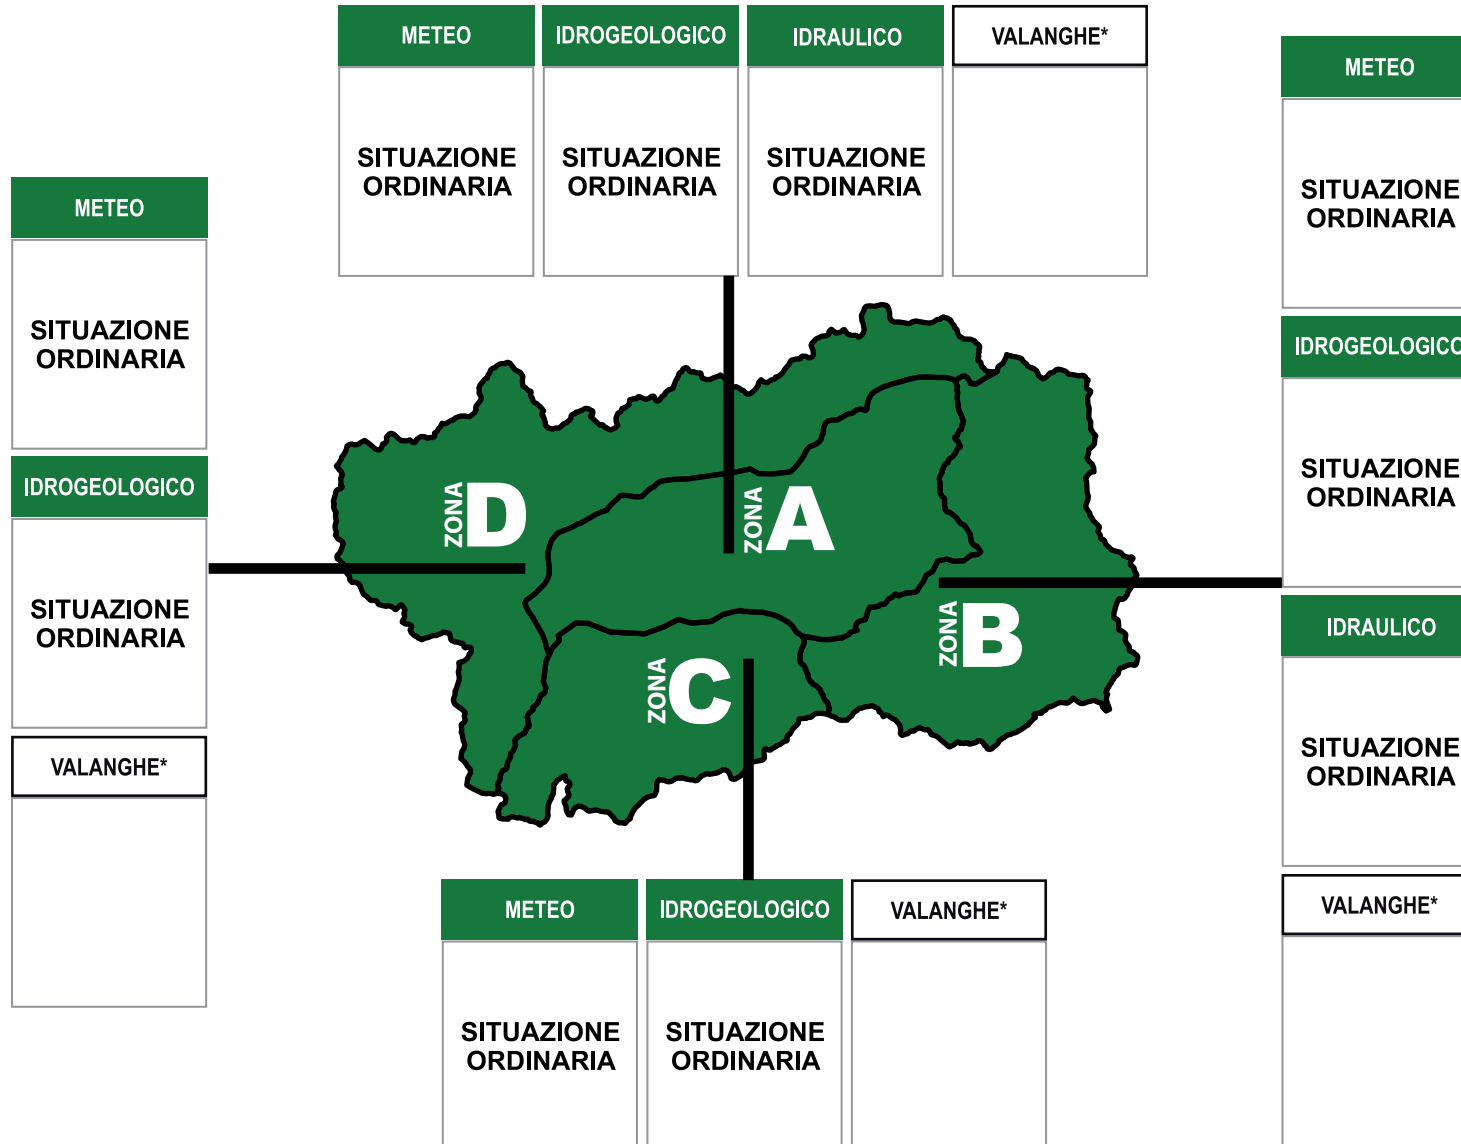 METEO
IDROGEOLOGICO
IDRAULICO
VALANGHE*
SITUAZIONE
ORDINARIA
SITUAZIONE
ORDINARIA
SITUAZIONE
ORDINARIA
METEO
SITUAZIONE
ORDINARIA
IDROGEOLOGICO
SITUAZIONE
ORDINARIA
VALANGHE*
METEO
SITUAZIONE
ORDINARIA
IDROGEOLOGICO
SITUAZIONE
ORDINARIA
IDRAULICO
SITUAZIONE
ORDINARIA
VALANGHE*
ZONA D
ZONA A
ZONA B
ZONA C
METEO
IDROGEOLOGICO
VALANGHE*
SITUAZIONE
ORDINARIA
SITUAZIONE
ORDINARIA